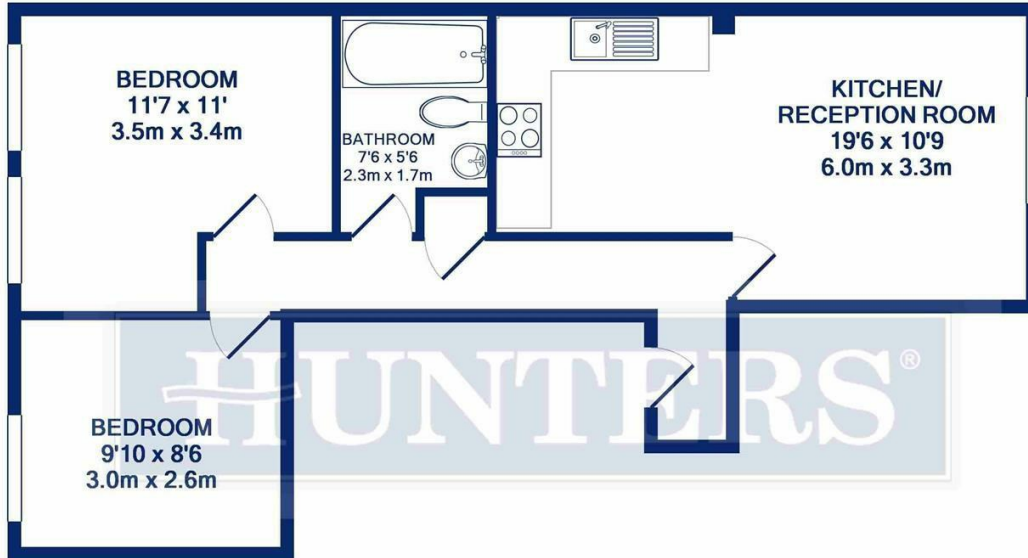 BEDROOM
11'7 x 11'
3.5m x 3.4m
BATHROOM
7'6 x 5'6
2.3m x 1.7m
KITCHEN/
RECEPTION ROOM
19'6 x 10'9
6.0m x 3.3m
HUNTERS®
BEDROOM
9'10 x 8'6
3.0m x 2.6m